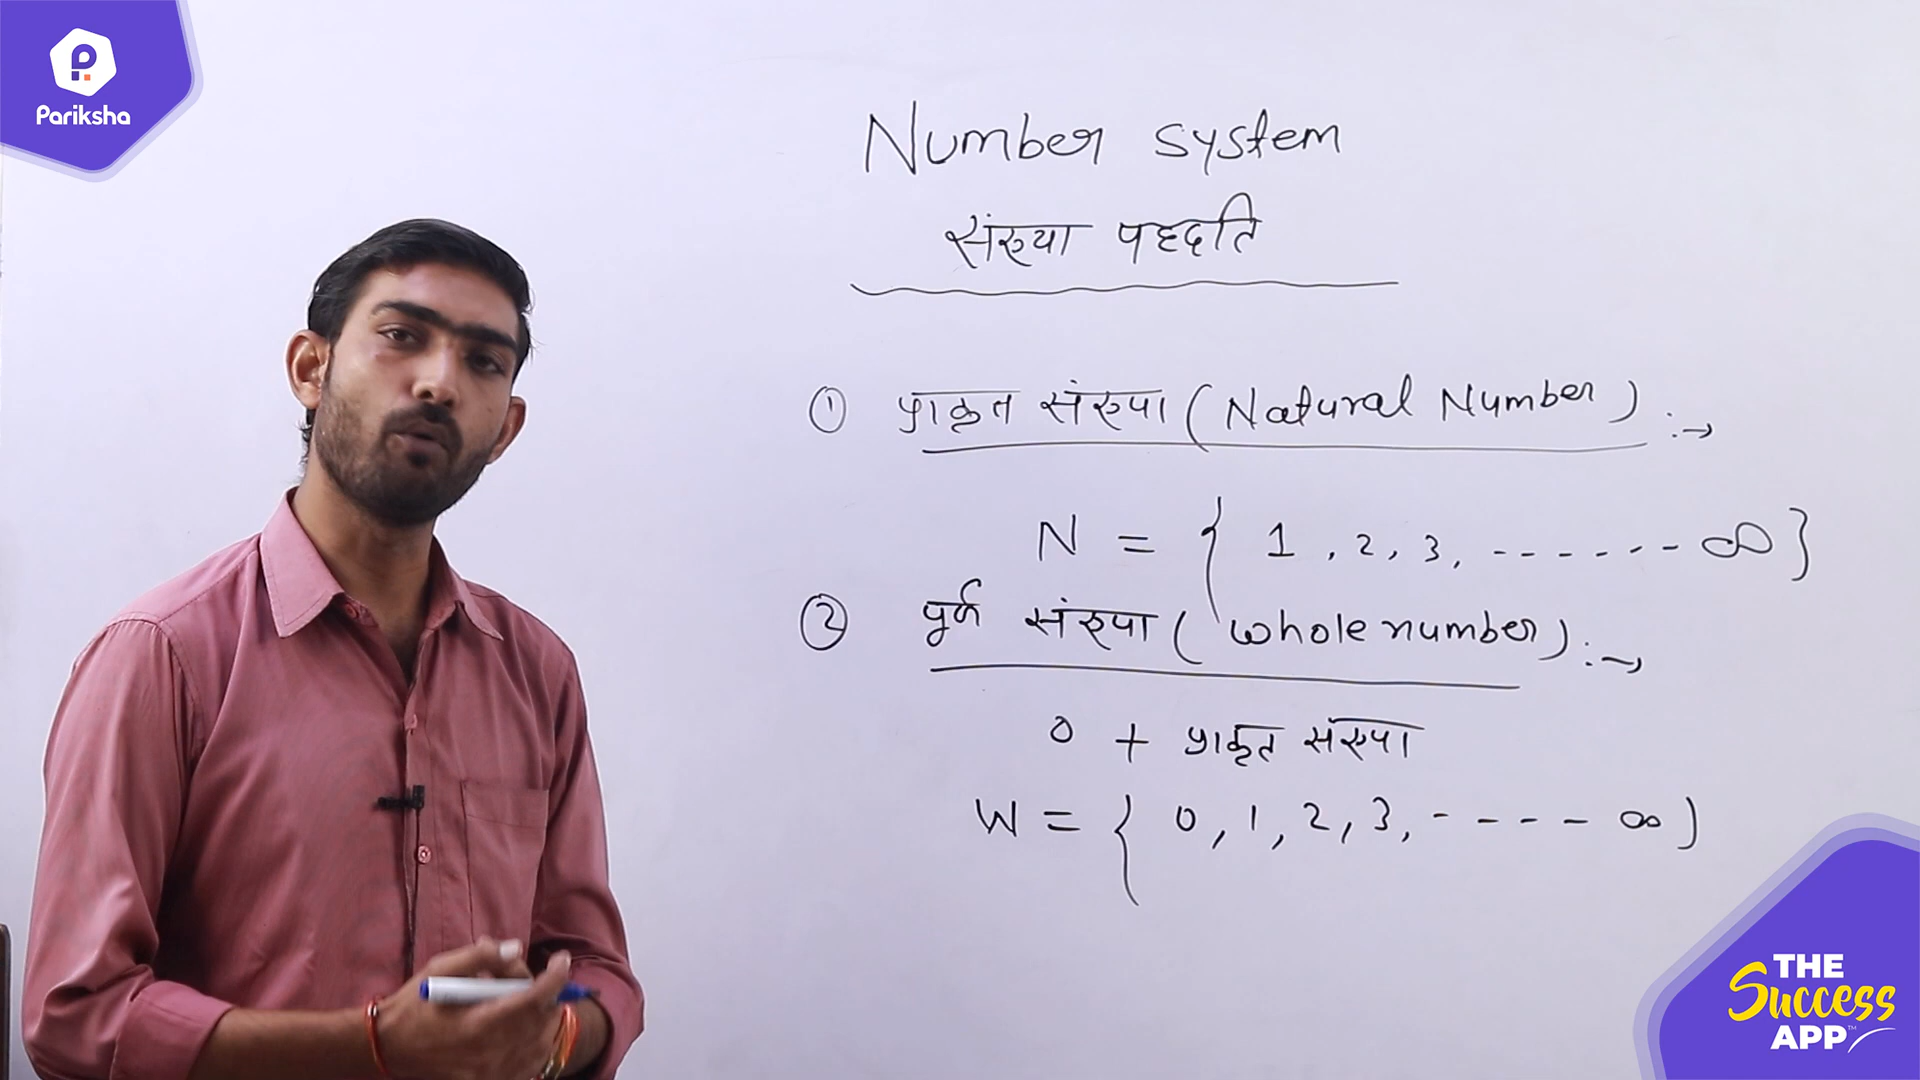 Pariksha
Number System
संख्या पद्धति
① प्राकृत संख्या (Natural Number) :→
N = { 1, 2, 3, ------- ∞ }
② पूर्ण संख्या (whole number) :→
0 + प्राकृत संख्या
W = { 0, 1, 2, 3, ----- ∞ )
THE
Success
APP™